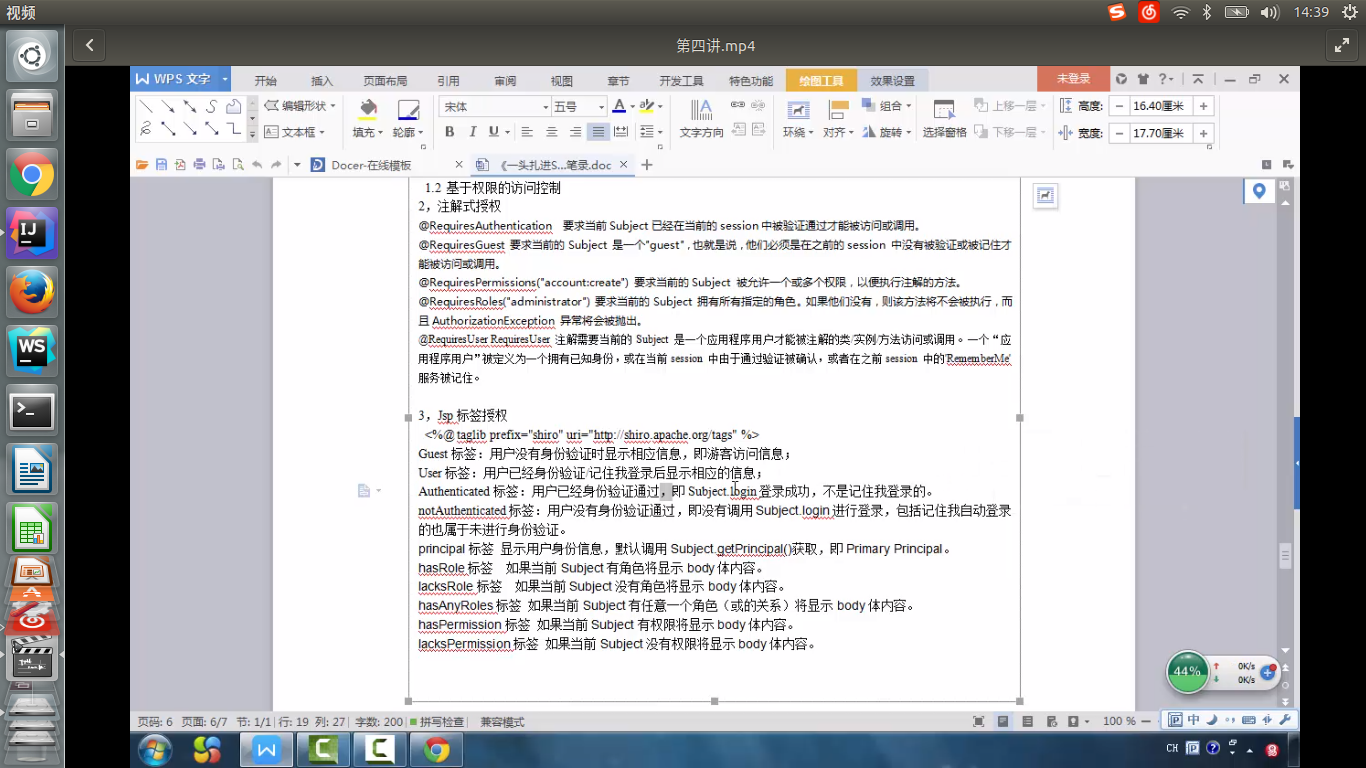 视频
14:39
第四讲.mp4
WPS 文字
开始 插入 页面布局 引用 审阅 视图 章节 开发工具 特色功能 绘图工具 效果设置
未登录
编辑形状 填充 轮廓 宋体 五号 文字方向 环绕 对齐 组合 旋转 选择窗格 上移一层 高度: 16.40厘米
文本框 B I U 下移一层 宽度: 17.70厘米
Docer-在线模板 《一头扎进S...笔录.doc
1.2 基于权限的访问控制
2，注解式授权
@RequiresAuthentication 要求当前 Subject 已经在当前的 session 中被验证通过才能被访问或调用。
@RequiresGuest 要求当前的 Subject 是一个"guest"，也就是说，他们必须是在之前的 session 中没有被验证或被记住才
能被访问或调用。
@RequiresPermissions("account:create") 要求当前的 Subject 被允许一个或多个权限，以便执行注解的方法。
@RequiresRoles("administrator") 要求当前的 Subject 拥有所有指定的角色。如果他们没有，则该方法将不会被执行，而
且 AuthorizationException 异常将会被抛出。
@RequiresUser RequiresUser 注解需要当前的 Subject 是一个应用程序用户才能被注解的类/实例/方法访问或调用。一个“应
用程序用户”被定义为一个拥有已知身份，或在当前 session 中由于通过验证被确认，或者在之前 session 中的'RememberMe'
服务被记住。
3，Jsp 标签授权
<%@ taglib prefix="shiro" uri="http://shiro.apache.org/tags" %>
Guest 标签：用户没有身份验证时显示相应信息，即游客访问信息；
User 标签：用户已经身份验证/记住我登录后显示相应的信息；
Authenticated 标签：用户已经身份验证通过，即 Subject.login 登录成功，不是记住我登录的。
notAuthenticated 标签：用户没有身份验证通过，即没有调用 Subject.login 进行登录，包括记住我自动登录
的也属于未进行身份验证。
principal 标签 显示用户身份信息，默认调用 Subject.getPrincipal()获取，即 Primary Principal。
hasRole 标签 如果当前 Subject 有角色将显示 body 体内容。
lacksRole 标签 如果当前 Subject 没有角色将显示 body 体内容。
hasAnyRoles 标签 如果当前 Subject 有任意一个角色（或的关系）将显示 body 体内容。
hasPermission 标签 如果当前 Subject 有权限将显示 body 体内容。
lacksPermission 标签 如果当前 Subject 没有权限将显示 body 体内容。
44% 0K/s
0K/s
页码: 6 页面: 6/7 节: 1/1 行: 19 列: 27 字数: 200 拼写检查 兼容模式 100 % 中
CH